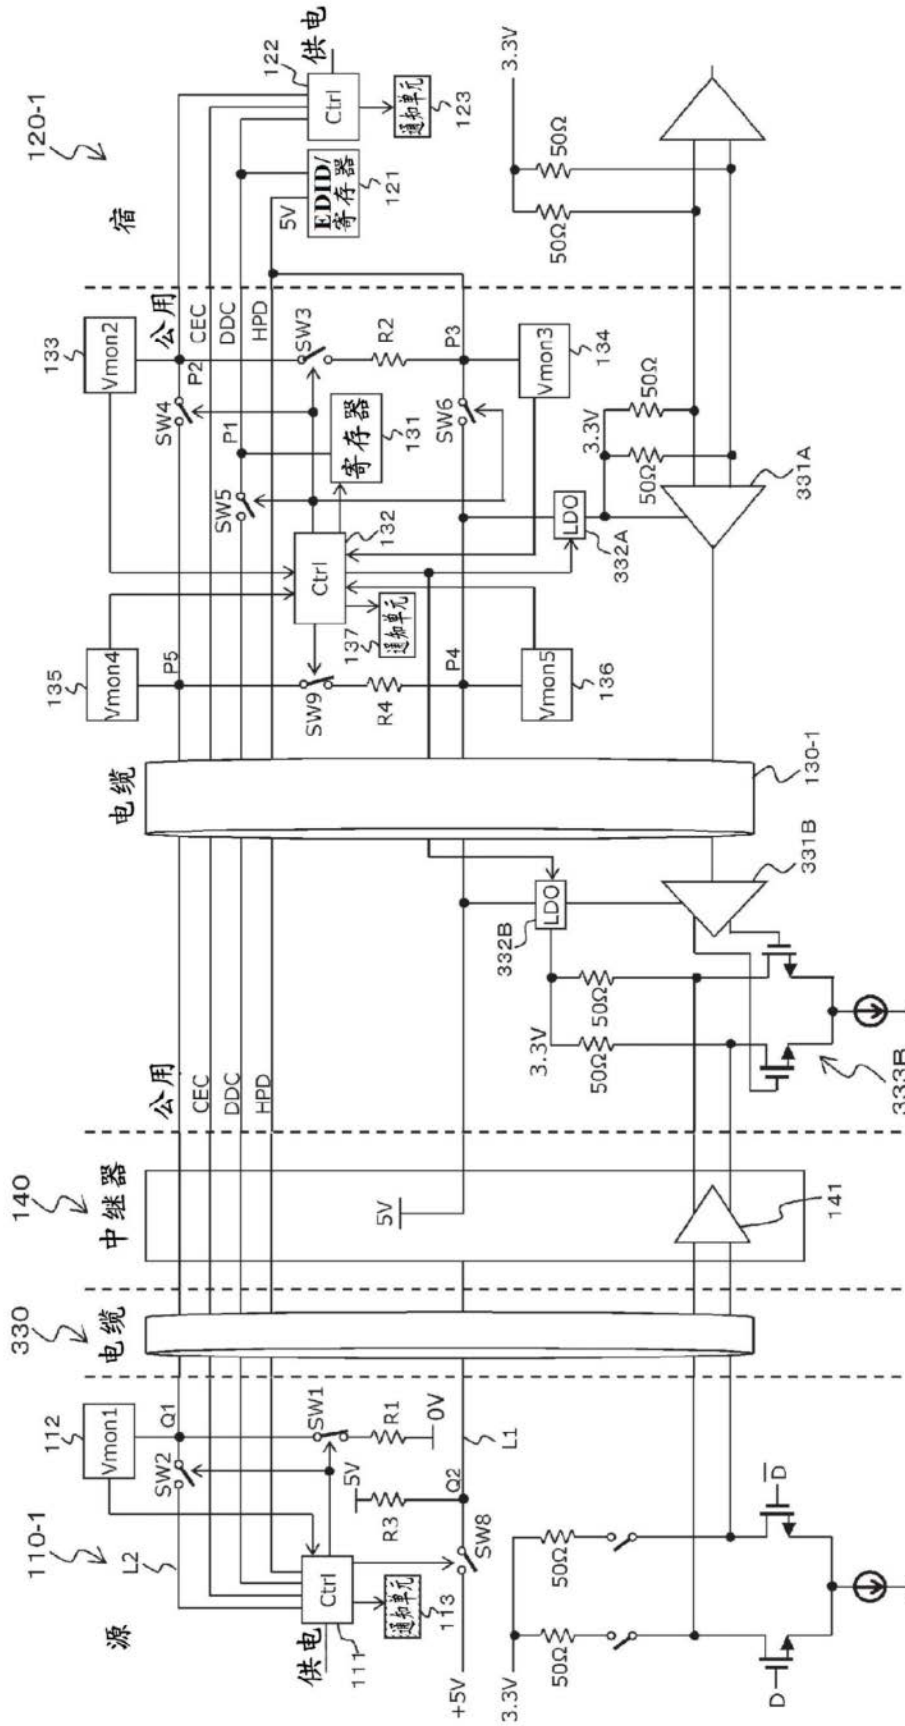 110-1
源
L2
供电
Ctrl
111
通知单元
113
112
Vmon1
SW2
Q1
SW1
R1
0V
5V
R3
Q2
L1
SW8
+5V
3.3V
50Ω
50Ω
D
D
330
电缆
140
中继器
5V
141
公用
CEC
DDC
HPD
332B
LDO
3.3V
50Ω
50Ω
331B
333B
电缆
130-1
135
Vmon4
P5
SW9
R4
P4
Vmon5
136
Ctrl
132
137
通知单元
SW5
SW4
133
Vmon2
P2
P1
公用
CEC
DDC
HPD
SW3
R2
P3
寄存器
131
SW6
Vmon3
134
LDO
332A
3.3V
50Ω
50Ω
331A
120-1
宿
122
供电
Ctrl
通知单元
123
5V
EDID/
寄存器
121
3.3V
50Ω
50Ω